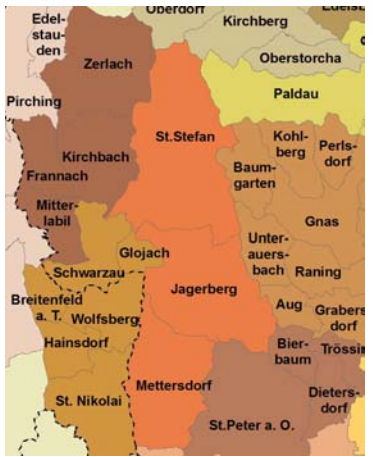 Oberdorf
Edelsb
Kirchberg
Edel-
stau-
den
Zerlach
Oberstorcha
Paldau
Pirching
St.Stefan
Kohl-
berg
Perls-
dorf
Kirchbach
Baum-
garten
Frannach
Mitter-
labil
Gnas
Glojach
Unter-
auers-
bach
Schwarzau
Raning
Jagerberg
Breitenfeld
a. T.
Wolfsberg
Aug
Grabers
dorf
Hainsdorf
Bier-
baum
Trössin
Mettersdorf
Dieters-
dorf
St. Nikolai
St.Peter a. O.